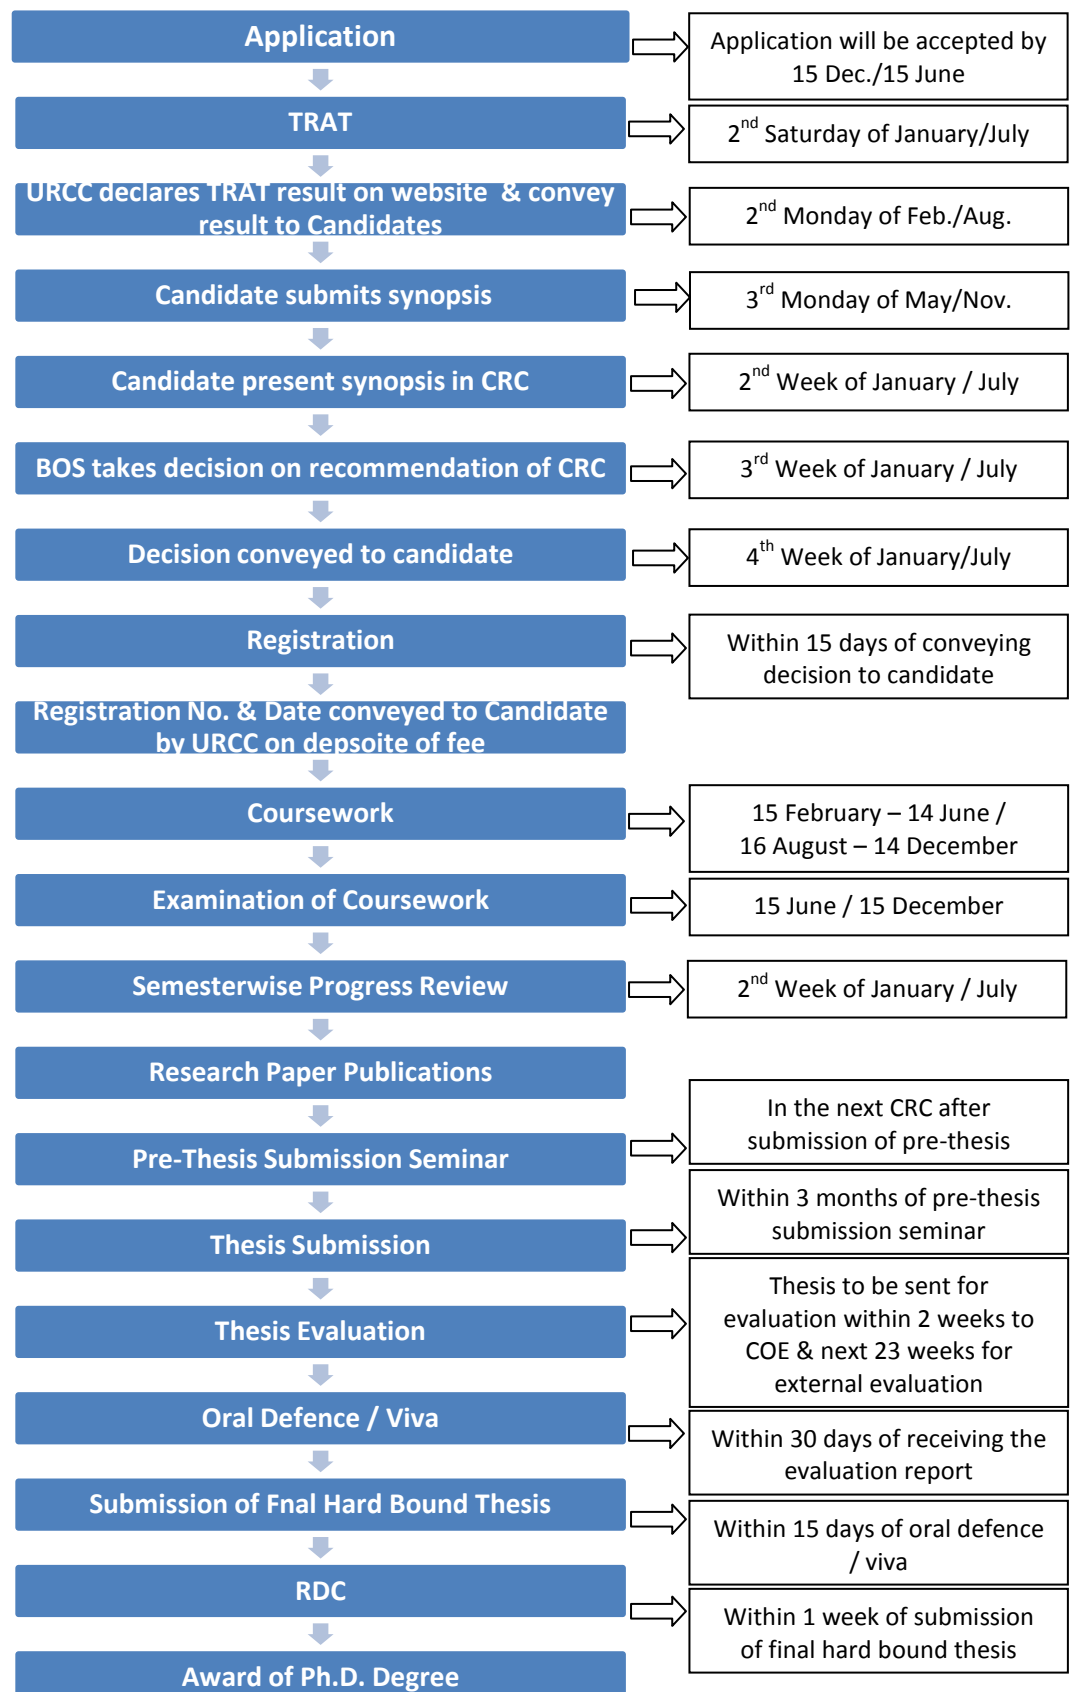 Application
Application will be accepted by
15 Dec./15 June
TRAT
2nd Saturday of January/July
URCC declares TRAT result on website & convey
result to Candidates
2nd Monday of Feb./Aug.
Candidate submits synopsis
3rd Monday of May/Nov.
Candidate present synopsis in CRC
2nd Week of January / July
BOS takes decision on recommendation of CRC
3rd Week of January / July
Decision conveyed to candidate
4th Week of January/July
Registration
Within 15 days of conveying
decision to candidate
Registration No. & Date conveyed to Candidate
by URCC on depsoite of fee
Coursework
15 February – 14 June /
16 August – 14 December
Examination of Coursework
15 June / 15 December
Semesterwise Progress Review
2nd Week of January / July
Research Paper Publications
Pre-Thesis Submission Seminar
In the next CRC after
submission of pre-thesis
Thesis Submission
Within 3 months of pre-thesis
submission seminar
Thesis Evaluation
Thesis to be sent for
evaluation within 2 weeks to
COE & next 23 weeks for
external evaluation
Oral Defence / Viva
Within 30 days of receiving the
evaluation report
Submission of Fnal Hard Bound Thesis
Within 15 days of oral defence
/ viva
RDC
Within 1 week of submission
of final hard bound thesis
Award of Ph.D. Degree